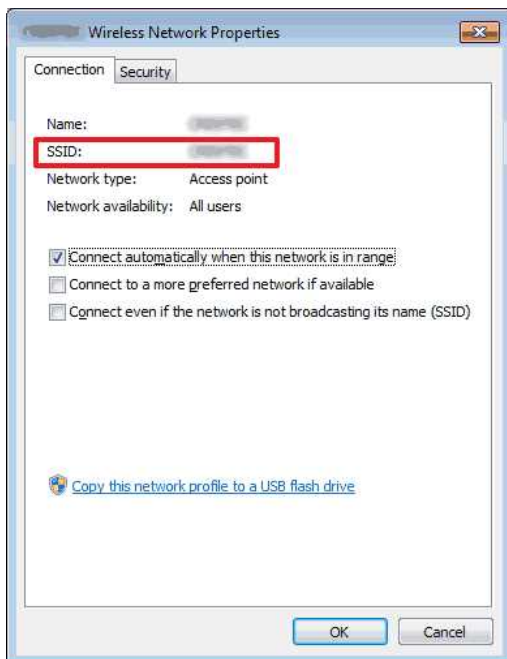 Wireless Network Properties
Connection Security
Name:
SSID:
Network type: Access point
Network availability: All users
Connect automatically when this network is in range
Connect to a more preferred network if available
Connect even if the network is not broadcasting its name (SSID)
Copy this network profile to a USB flash drive
OK Cancel